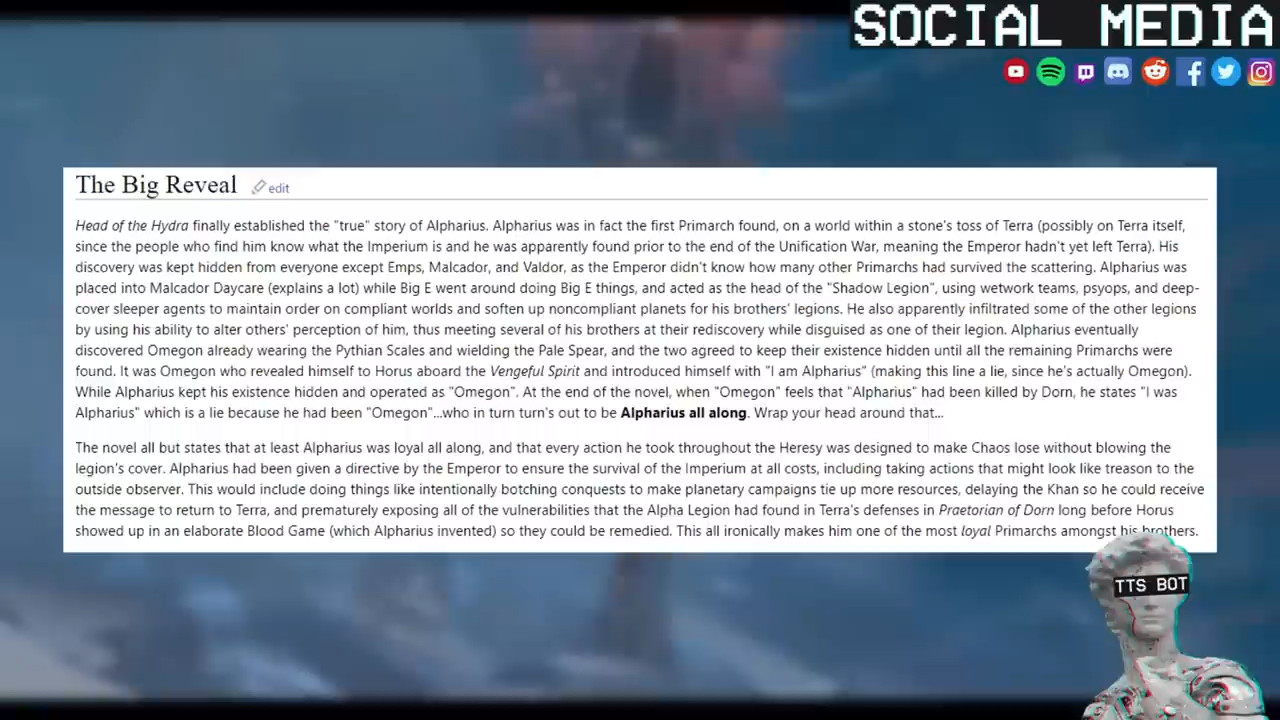 SOCIAL MEDIA
The Big Reveal edit
Head of the Hydra finally established the "true" story of Alpharius. Alpharius was in fact the first Primarch found, on a world within a stone's toss of Terra (possibly on Terra itself,
since the people who find him know what the Imperium is and he was apparently found prior to the end of the Unification War, meaning the Emperor hadn't yet left Terra). His
discovery was kept hidden from everyone except Emps, Malcador, and Valdor, as the Emperor didn't know how many other Primarchs had survived the scattering. Alpharius was
placed into Malcador Daycare (explains a lot) while Big E went around doing Big E things, and acted as the head of the "Shadow Legion", using wetwork teams, psyops, and deep-
cover sleeper agents to maintain order on compliant worlds and soften up noncompliant planets for his brothers' legions. He also apparently infiltrated some of the other legions
by using his ability to alter others' perception of him, thus meeting several of his brothers at their rediscovery while disguised as one of their legion. Alpharius eventually
discovered Omegon already wearing the Pythian Scales and wielding the Pale Spear, and the two agreed to keep their existence hidden until all the remaining Primarchs were
found. It was Omegon who revealed himself to Horus aboard the Vengeful Spirit and introduced himself with "I am Alpharius" (making this line a lie, since he's actually Omegon).
While Alpharius kept his existence hidden and operated as "Omegon". At the end of the novel, when "Omegon" feels that "Alpharius" had been killed by Dorn, he states "I was
Alpharius" which is a lie because he had been "Omegon"...who in turn turn's out to be Alpharius all along. Wrap your head around that...
The novel all but states that at least Alpharius was loyal all along, and that every action he took throughout the Heresy was designed to make Chaos lose without blowing the
legion's cover. Alpharius had been given a directive by the Emperor to ensure the survival of the Imperium at all costs, including taking actions that might look like treason to the
outside observer. This would include doing things like intentionally botching conquests to make planetary campaigns tie up more resources, delaying the Khan so he could receive
the message to return to Terra, and prematurely exposing all of the vulnerabilities that the Alpha Legion had found in Terra's defenses in Praetorian of Dorn long before Horus
showed up in an elaborate Blood Game (which Alpharius invented) so they could be remedied. This all ironically makes him one of the most loyal Primarchs amongst his brothers.
TTS BOT